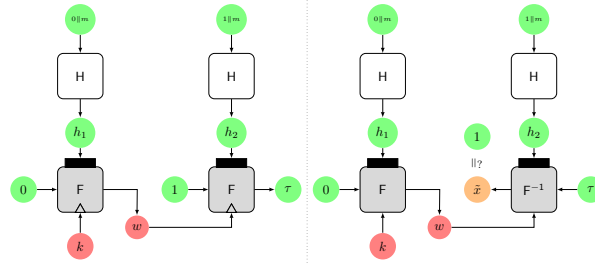 0∥m 1∥m 0∥m 1∥m
H H H H
h₁ h₂ h₁ 1 h₂
∥?
0 F 1 F τ 0 F x̃ F⁻¹ τ
w w
k k